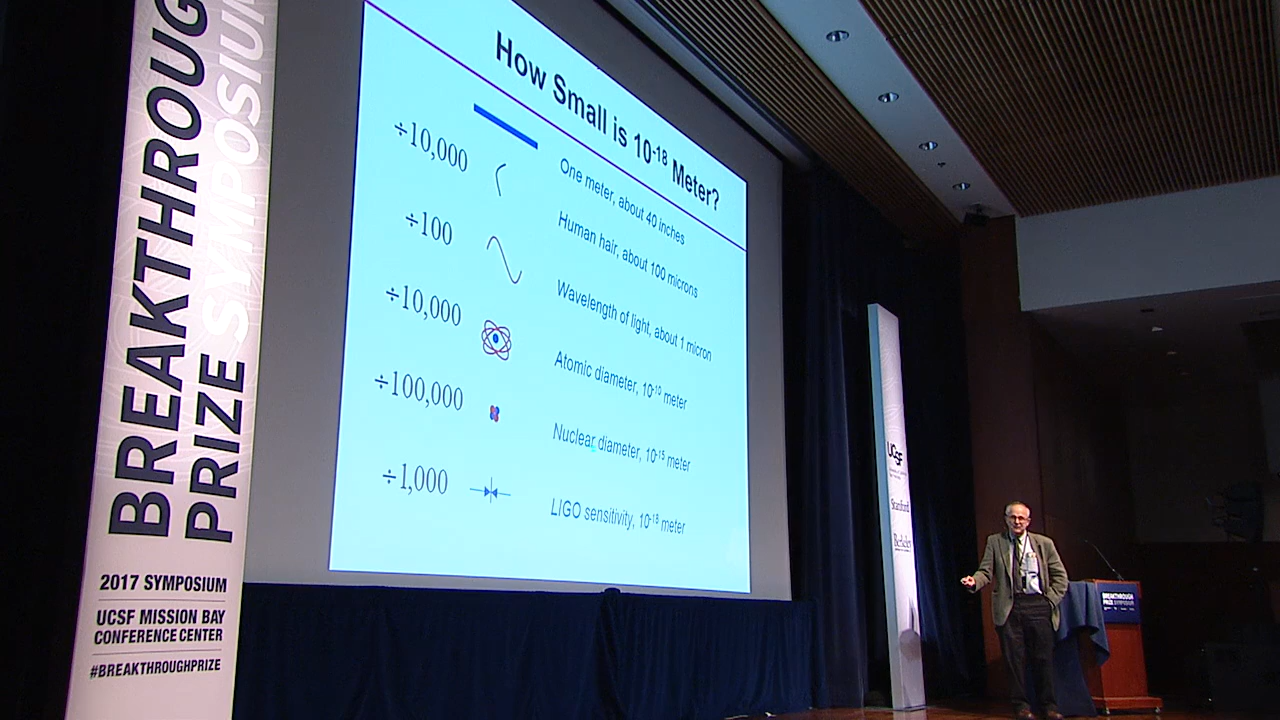 BREAKTHROUG
PRIZE SYMPOSIUM
2017 SYMPOSIUM
UCSF MISSION BAY
CONFERENCE CENTER
#BREAKTHROUGHPRIZE
How Small is 10⁻¹⁸ Meter?
One meter, about 40 inches
÷10,000
Human hair, about 100 microns
÷100
Wavelength of light, about 1 micron
÷10,000
Atomic diameter, 10⁻¹⁰ meter
÷100,000
Nuclear diameter, 10⁻¹⁵ meter
÷1,000
LIGO sensitivity, 10⁻¹⁸ meter
UCSF
Stanford
Berkeley
BREAKTHROUGH
PRIZE SYMPOSIUM